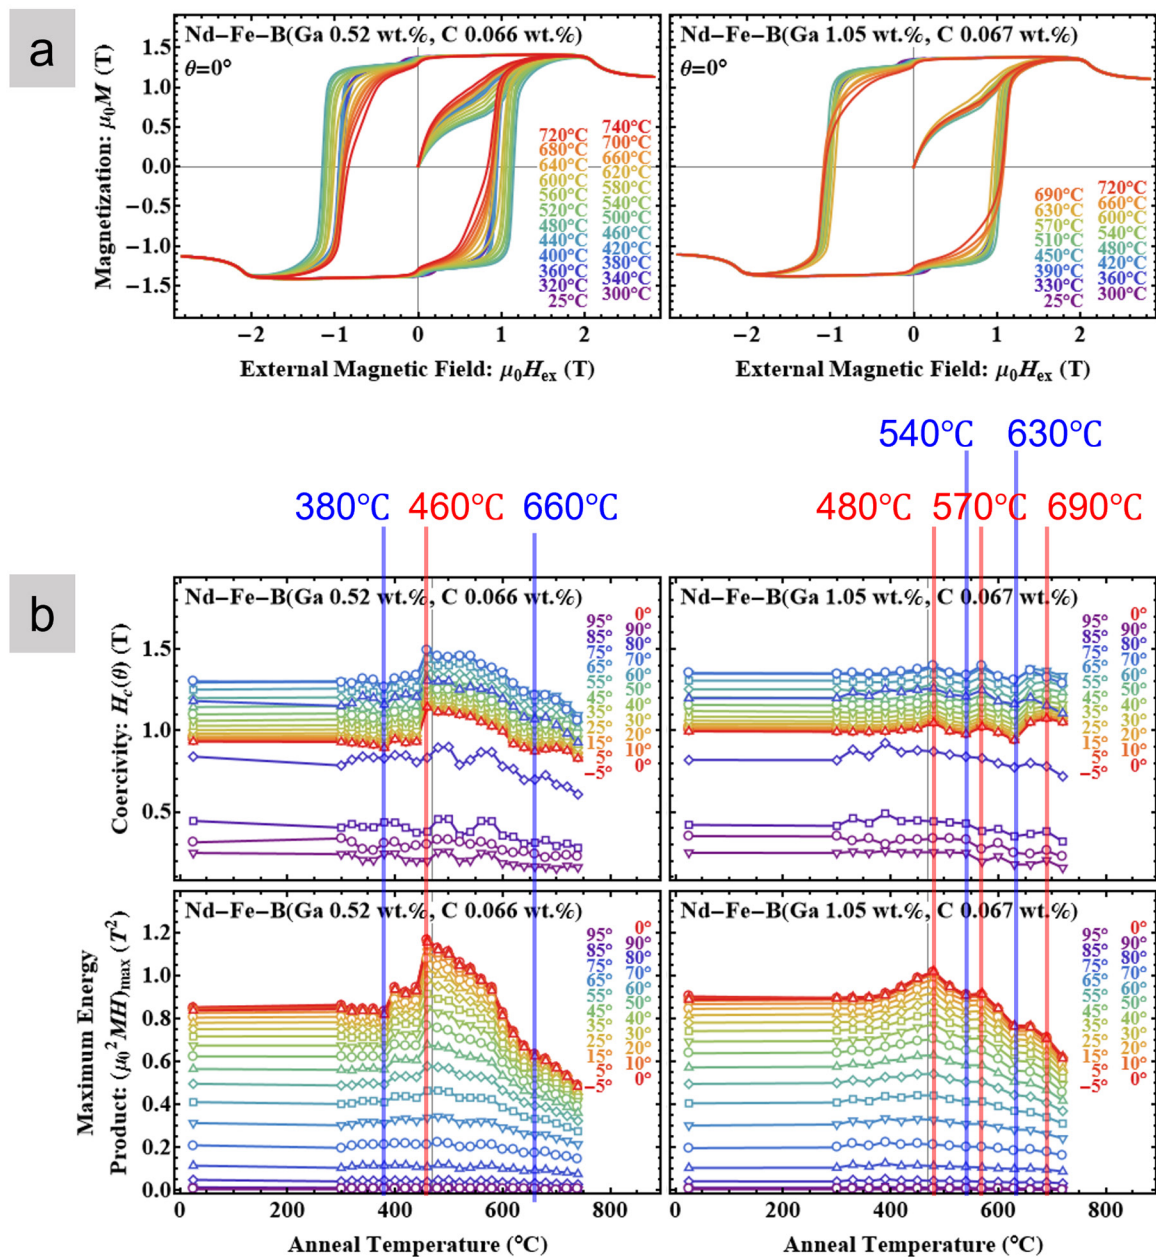 a
Nd−Fe−B(Ga 0.52 wt.%, C 0.066 wt.%)
θ=0°
Magnetization: μ₀M (T)
1.5
1.0
0.5
0.0
−0.5
−1.0
−1.5
720°C 740°C
680°C 700°C
640°C 660°C
600°C 620°C
560°C 580°C
520°C 540°C
480°C 500°C
440°C 460°C
400°C 420°C
360°C 380°C
320°C 340°C
25°C 300°C
−2 −1 0 1 2
External Magnetic Field: μ₀Hex (T)
Nd−Fe−B(Ga 1.05 wt.%, C 0.067 wt.%)
θ=0°
690°C 720°C
630°C 660°C
570°C 600°C
510°C 540°C
450°C 480°C
390°C 420°C
330°C 360°C
25°C 300°C
−2 −1 0 1 2
External Magnetic Field: μ₀Hex (T)
540℃ 630℃
380℃ 460℃ 660℃ 480℃ 570℃ 690℃
b
Nd−Fe−B(Ga 0.52 wt.%, C 0.066 wt.%)
Coercivity: Hc(θ) (T)
1.5
1.0
0.5
95° 0°
85° 90°
75° 80°
65° 70°
55° 60°
45° 50°
35° 40°
25° 30°
15° 20°
5° 10°
−5° 0°
Nd−Fe−B(Ga 1.05 wt.%, C 0.067 wt.%)
95° 0°
85° 90°
75° 80°
65° 70°
55° 60°
45° 50°
35° 40°
25° 30°
15° 20°
5° 10°
−5° 0°
Nd−Fe−B(Ga 0.52 wt.%, C 0.066 wt.%)
Maximum Energy
Product: (μ₀²MH)max (T²)
1.2
1.0
0.8
0.6
0.4
0.2
0.0
95° 0°
85° 90°
75° 80°
65° 70°
55° 60°
45° 50°
35° 40°
25° 30°
15° 20°
5° 10°
−5° 0°
0 200 400 600 800
Anneal Temperature (°C)
Nd−Fe−B(Ga 1.05 wt.%, C 0.067 wt.%)
95° 0°
85° 90°
75° 80°
65° 70°
55° 60°
45° 50°
35° 40°
25° 30°
15° 20°
5° 10°
−5° 0°
0 200 400 600 800
Anneal Temperature (°C)